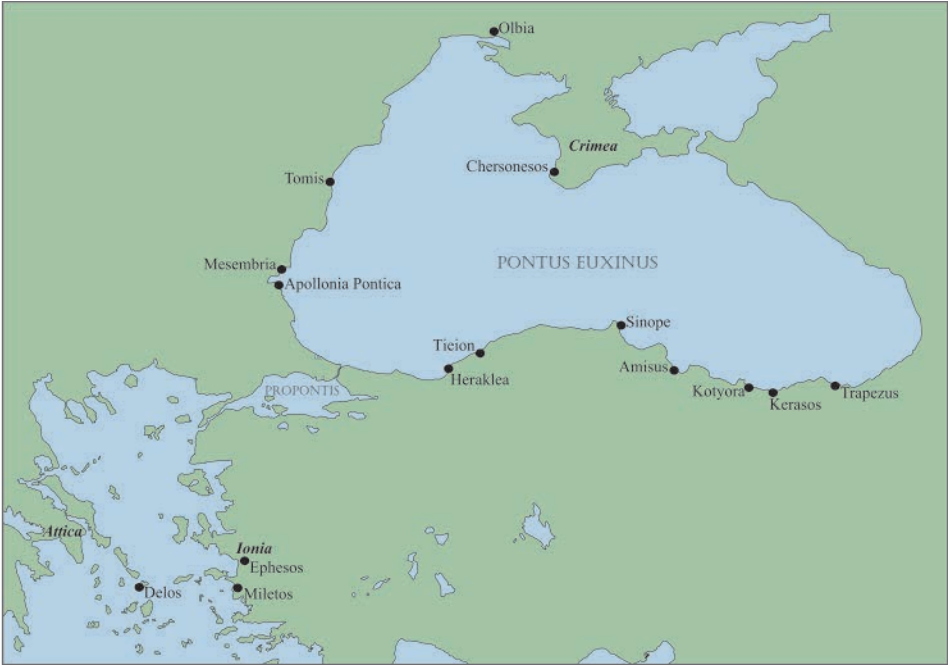 Olbia
Crimea
Chersonesos
Tomis
PONTUS EUXINUS
Mesembria
Apollonia Pontica
Sinope
Tieion
Heraklea
Amisus
PROPONTIS
Kotyora
Kerasos
Trapezus
Attica
Ionia
Ephesos
Delos
Miletos